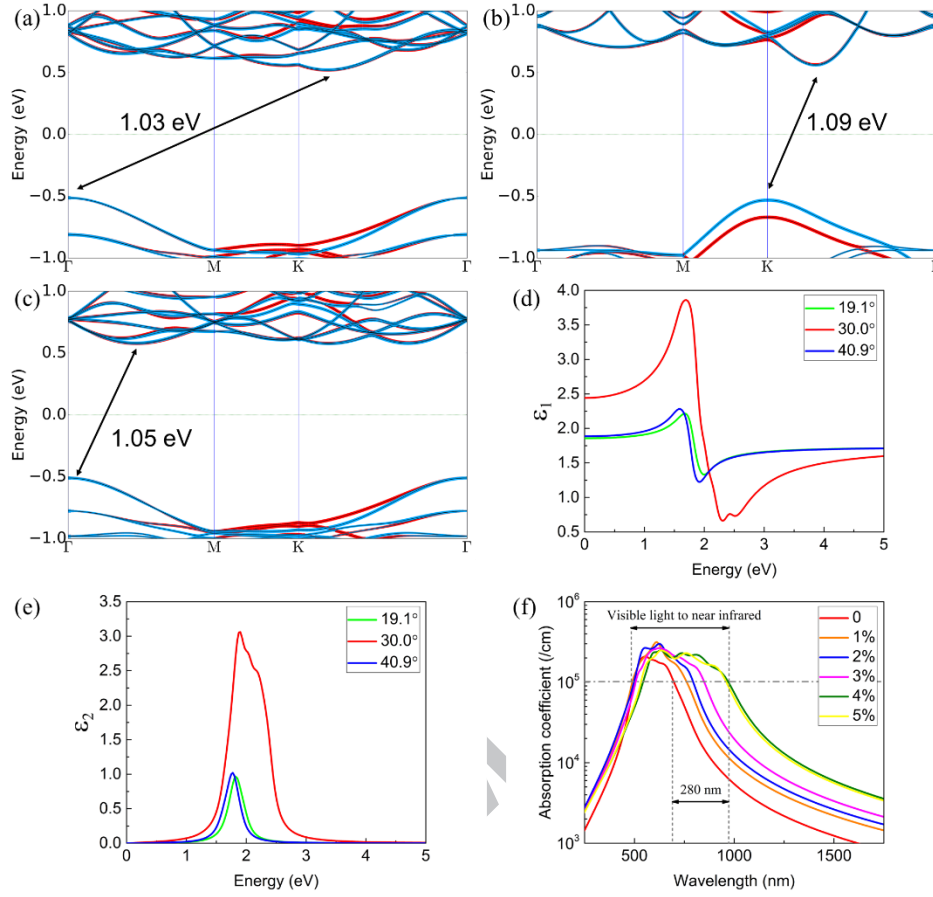 (a)
1.0
0.5
0.0
−0.5
−1.0
Energy (eV)
1.03 eV
Γ M K Γ
(b)
1.0
0.5
0.0
−0.5
−1.0
Energy (eV)
1.09 eV
Γ M K
(c)
1.0
0.5
0.0
−0.5
−1.0
Energy (eV)
1.05 eV
Γ M K Γ
(d)
4.0
3.5
3.0
2.5
2.0
1.5
1.0
0.5
ε1
19.1°
30.0°
40.9°
0 1 2 3 4 5
Energy (eV)
(e)
3.5
3.0
2.5
2.0
1.5
1.0
0.5
0.0
ε2
19.1°
30.0°
40.9°
0 1 2 3 4 5
Energy (eV)
(f)
10^6
10^5
10^4
10^3
Absorption coefficient (/cm)
Visible light to near infrared
0
1%
2%
3%
4%
5%
280 nm
500 1000 1500
Wavelength (nm)